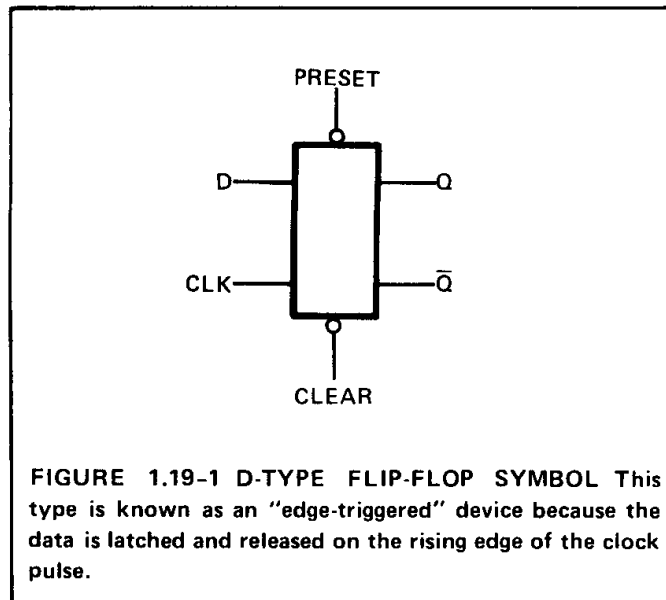 PRESET
D
Q
CLK
Q̅
CLEAR
FIGURE 1.19-1 D-TYPE FLIP-FLOP SYMBOL This
type is known as an "edge-triggered" device because the
data is latched and released on the rising edge of the clock
pulse.